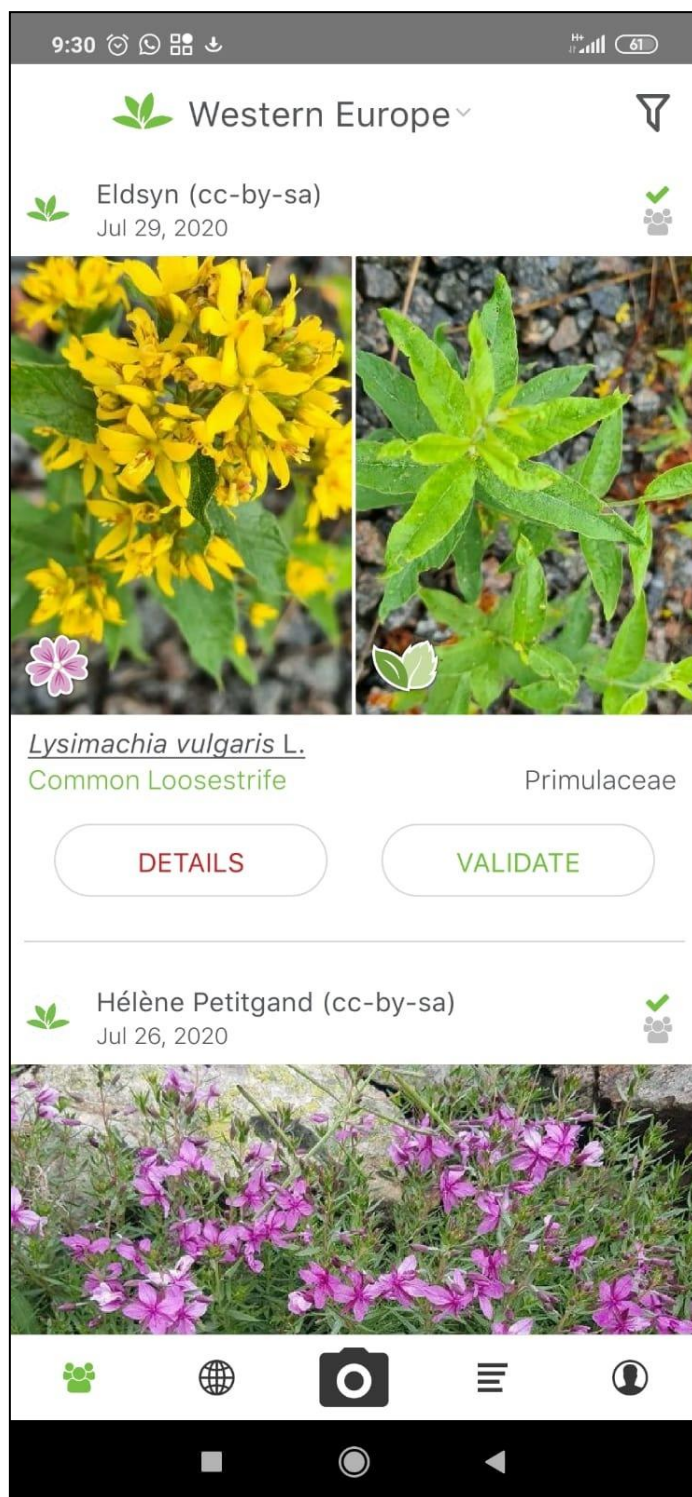 9:30
H+
61
Western Europe
Eldsyn (cc-by-sa)
Jul 29, 2020
Lysimachia vulgaris L.
Common Loosestrife
Primulaceae
DETAILS
VALIDATE
Hélène Petitgand (cc-by-sa)
Jul 26, 2020